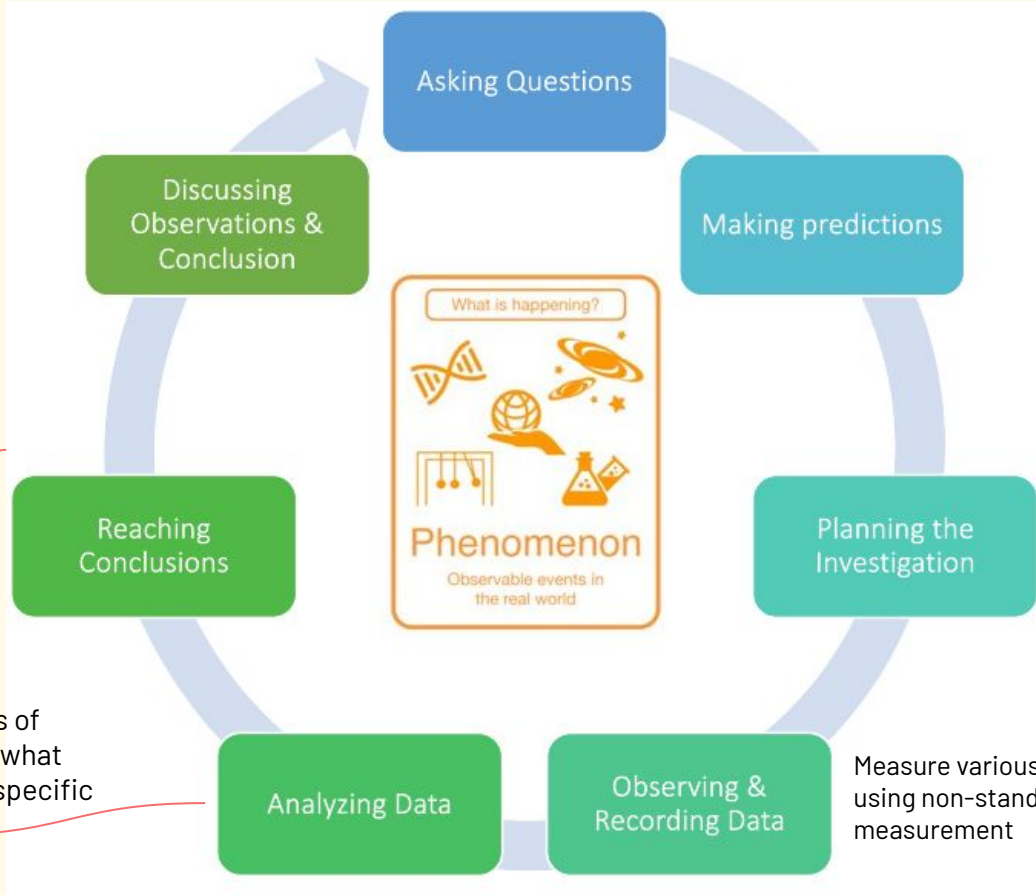 Asking Questions
Making predictions
Planning the
Investigation
Observing &
Recording Data
Measure various
using non-stand
measurement
Analyzing Data
s of
what
specific
Reaching
Conclusions
Discussing
Observations &
Conclusion
What is happening?
Phenomenon
Observable events in
the real world